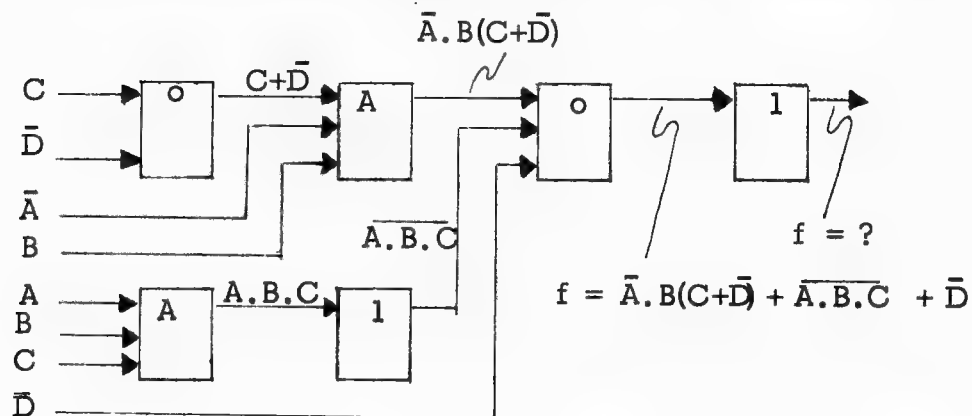 Ā.B(C+D̄)
C
O
C+D̄
A
O
1
D̄
Ā
B
A̅.̅B̅.̅C̅
f = ?
A
B
C
A
A.B.C
1
f = Ā.B(C+D̄) + A̅.̅B̅.̅C̅ + D̄
D̄